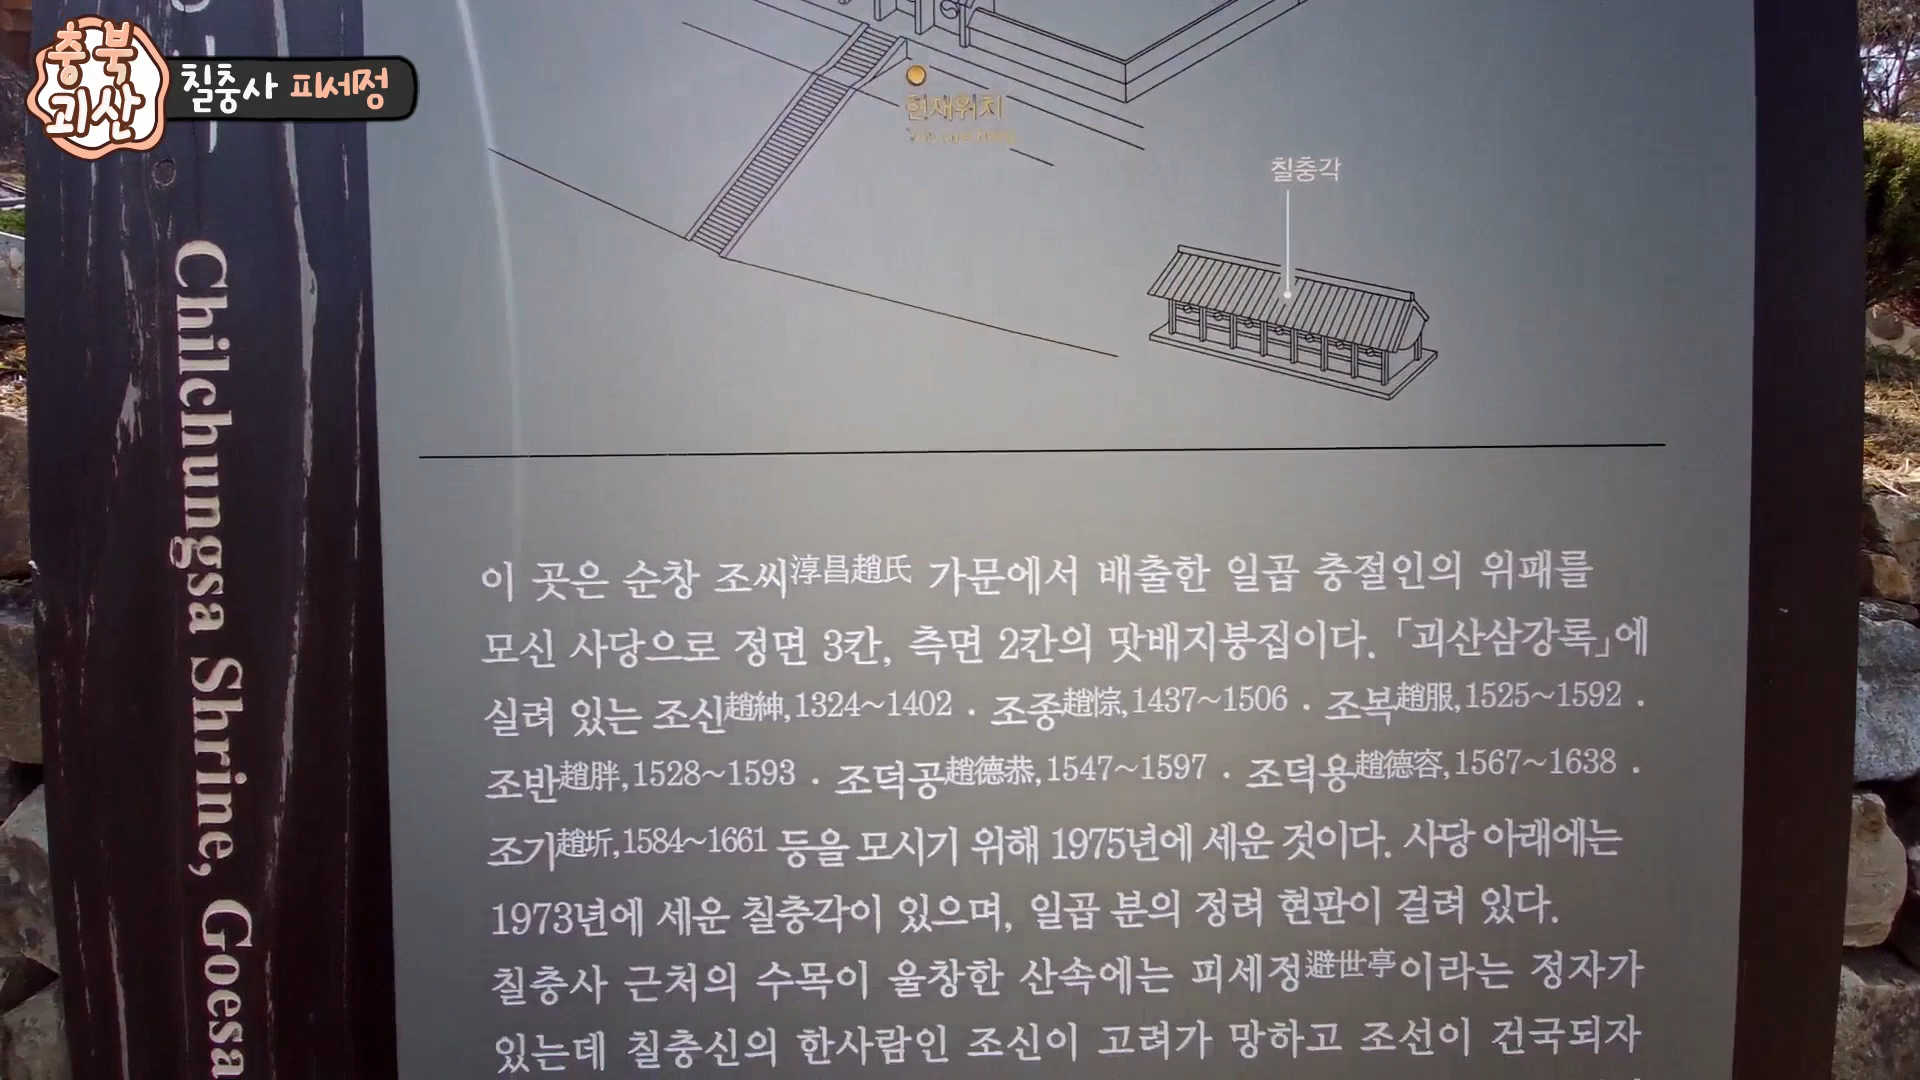 충북
괴산
칠충사 피세정
현재위치
칠충각
Chilchungsa Shrine, Goesa
이 곳은 순창 조씨淳昌趙氏 가문에서 배출한 일곱 충절인의 위패를
모신 사당으로 정면 3칸, 측면 2칸의 맞배지붕집이다. 「괴산삼강록」에
실려 있는 조신趙紳, 1324~1402 · 조종趙悰, 1437~1506 · 조복趙服, 1525~1592 ·
조반趙胖, 1528~1593 · 조덕공趙德恭, 1547~1597 · 조덕용趙德容, 1567~1638 ·
조기趙圻, 1584~1661 등을 모시기 위해 1975년에 세운 것이다. 사당 아래에는
1973년에 세운 칠충각이 있으며, 일곱 분의 정려 현판이 걸려 있다.
칠충사 근처의 수목이 울창한 산속에는 피세정避世亭이라는 정자가
있는데 칠충신의 한사람인 조신이 고려가 망하고 조선이 건국되자